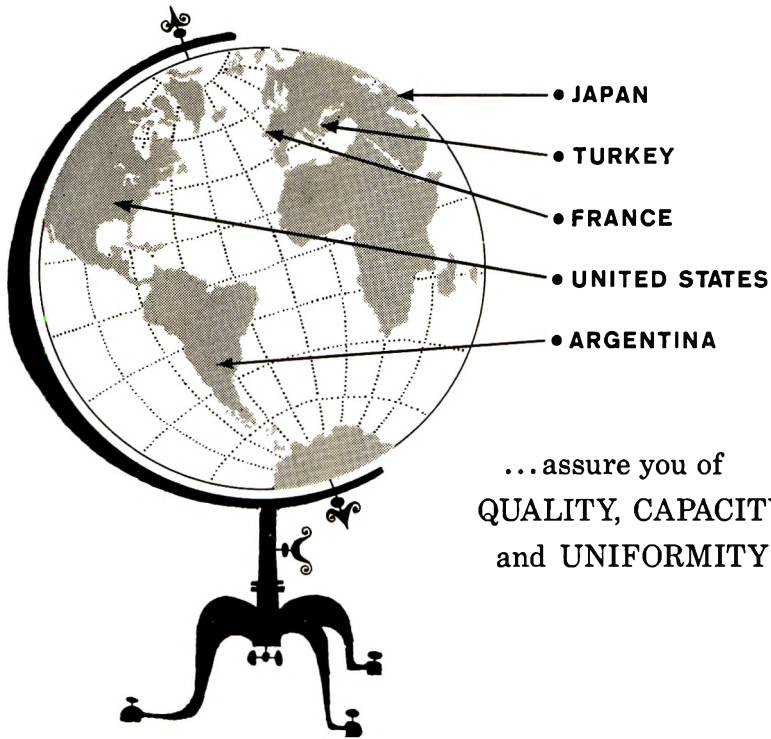 • JAPAN
• TURKEY
• FRANCE
• UNITED STATES
• ARGENTINA
...assure you of
QUALITY,
and UNIFORMITY